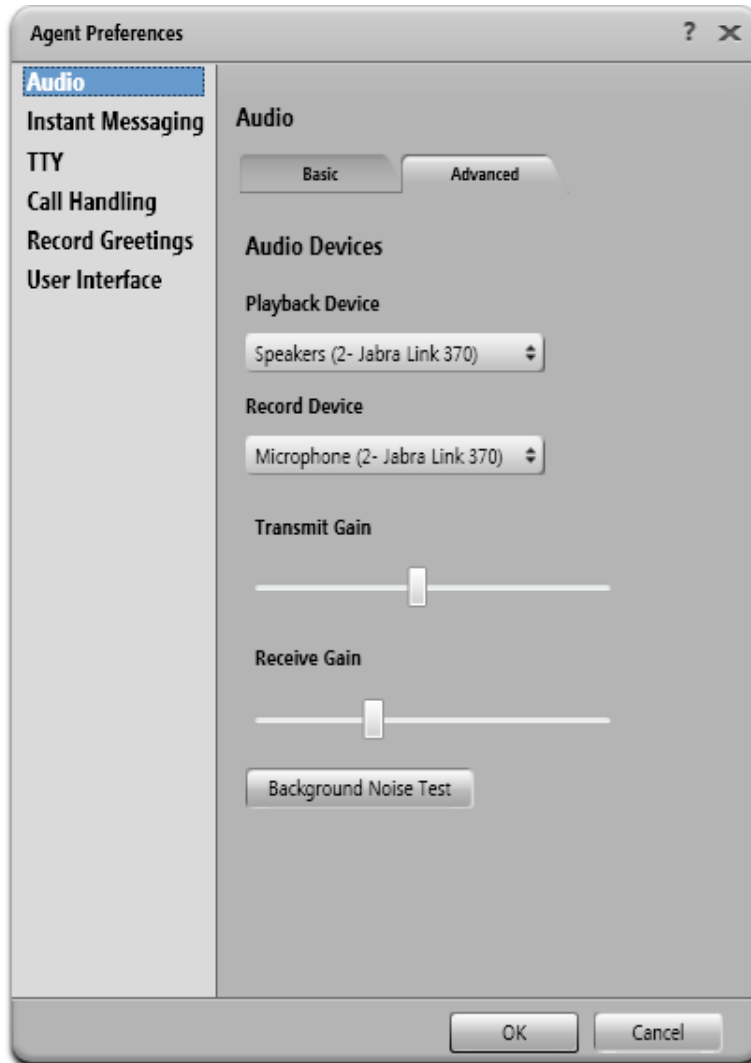 Agent Preferences
?
Audio
Instant Messaging
TTY
Call Handling
Record Greetings
User Interface
Audio
Basic
Advanced
Audio Devices
Playback Device
Speakers (2- Jabra Link 370)
Record Device
Microphone (2- Jabra Link 370)
Transmit Gain
Receive Gain
Background Noise Test
OK
Cancel